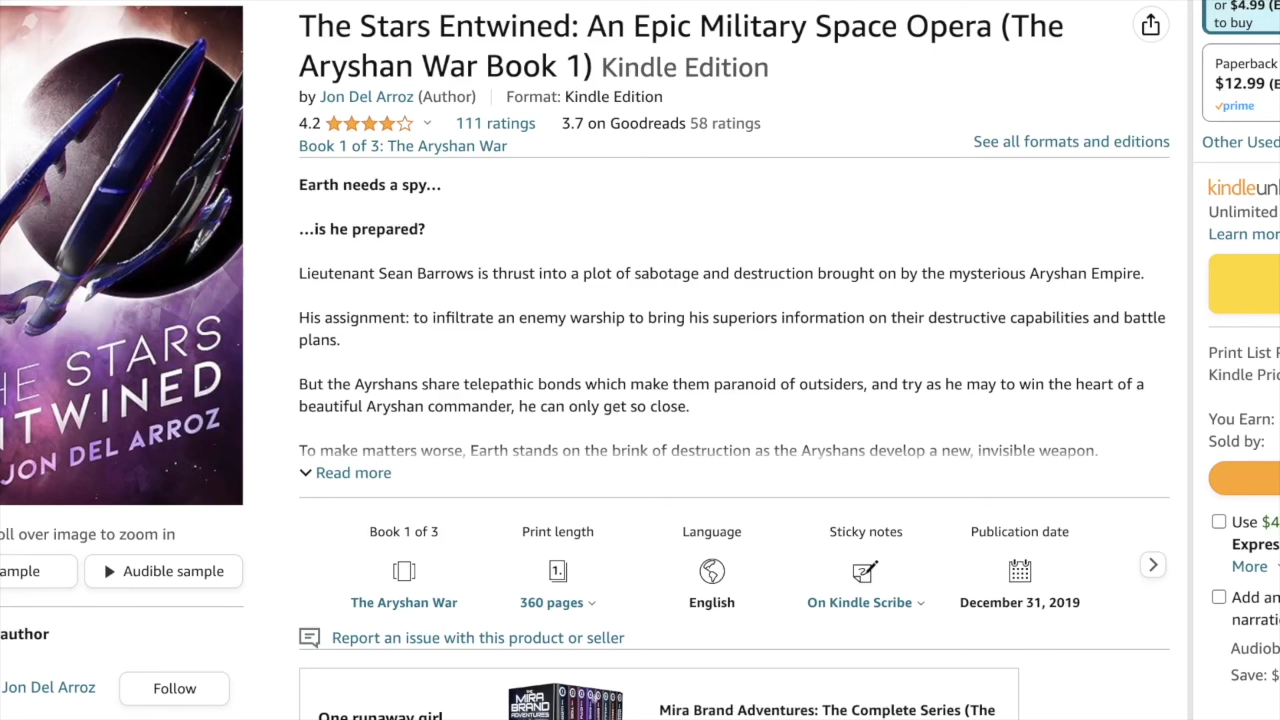 The Stars Entwined: An Epic Military Space Opera (The
Aryshan War Book 1) Kindle Edition
by Jon Del Arroz (Author) Format: Kindle Edition
4.2 111 ratings 3.7 on Goodreads 58 ratings
Book 1 of 3: The Aryshan War
See all formats and editions
Earth needs a spy…
…is he prepared?
Lieutenant Sean Barrows is thrust into a plot of sabotage and destruction brought on by the mysterious Aryshan Empire.
His assignment: to infiltrate an enemy warship to bring his superiors information on their destructive capabilities and battle
plans.
But the Ayrshans share telepathic bonds which make them paranoid of outsiders, and try as he may to win the heart of a
beautiful Aryshan commander, he can only get so close.
To make matters worse, Earth stands on the brink of destruction as the Aryshans develop a new, invisible weapon.
Read more
Book 1 of 3
The Aryshan War
Print length
1.
360 pages
Language
English
Sticky notes
On Kindle Scribe
Publication date
December 31, 2019
Report an issue with this product or seller
One runaway girl
THE
MIRA
BRAND
ADVENTURES
Mira Brand Adventures: The Complete Series (The
HE STARS
NTWINED
JON DEL ARROZ
oll over image to zoom in
ample
Audible sample
author
Jon Del Arroz
Follow
or $4.99 (E
to buy
Paperback
$12.99 (E
prime
Other Used
kindleunl
Unlimited
Learn mor
Print List P
Kindle Pric
You Earn:
Sold by:
Use $4
Expres
More
Add an
narrati
Audiob
Save: $